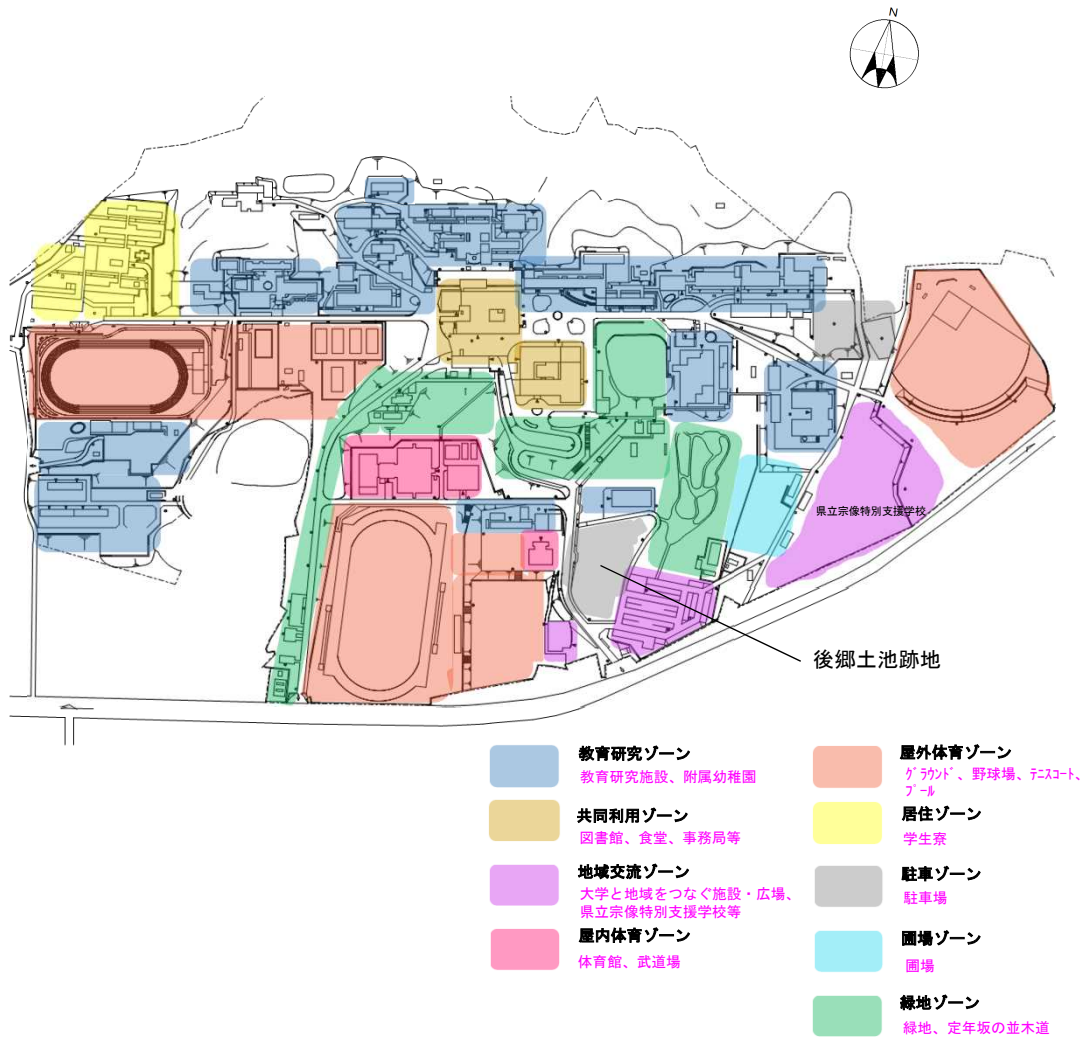 N
県立宗像特別支援学校
後郷土池跡地
教育研究ゾーン
教育研究施設、附属幼稚園
共同利用ゾーン
図書館、食堂、事務局等
地域交流ゾーン
大学と地域をつなぐ施設・広場、
県立宗像特別支援学校等
屋内体育ゾーン
体育館、武道場
屋外体育ゾーン
ｸﾞﾗｳﾝﾄﾞ、野球場、ﾃﾆｽｺｰﾄ、
ﾌﾟｰﾙ
居住ゾーン
学生寮
駐車ゾーン
駐車場
圃場ゾーン
圃場
緑地ゾーン
緑地、定年坂の並木道